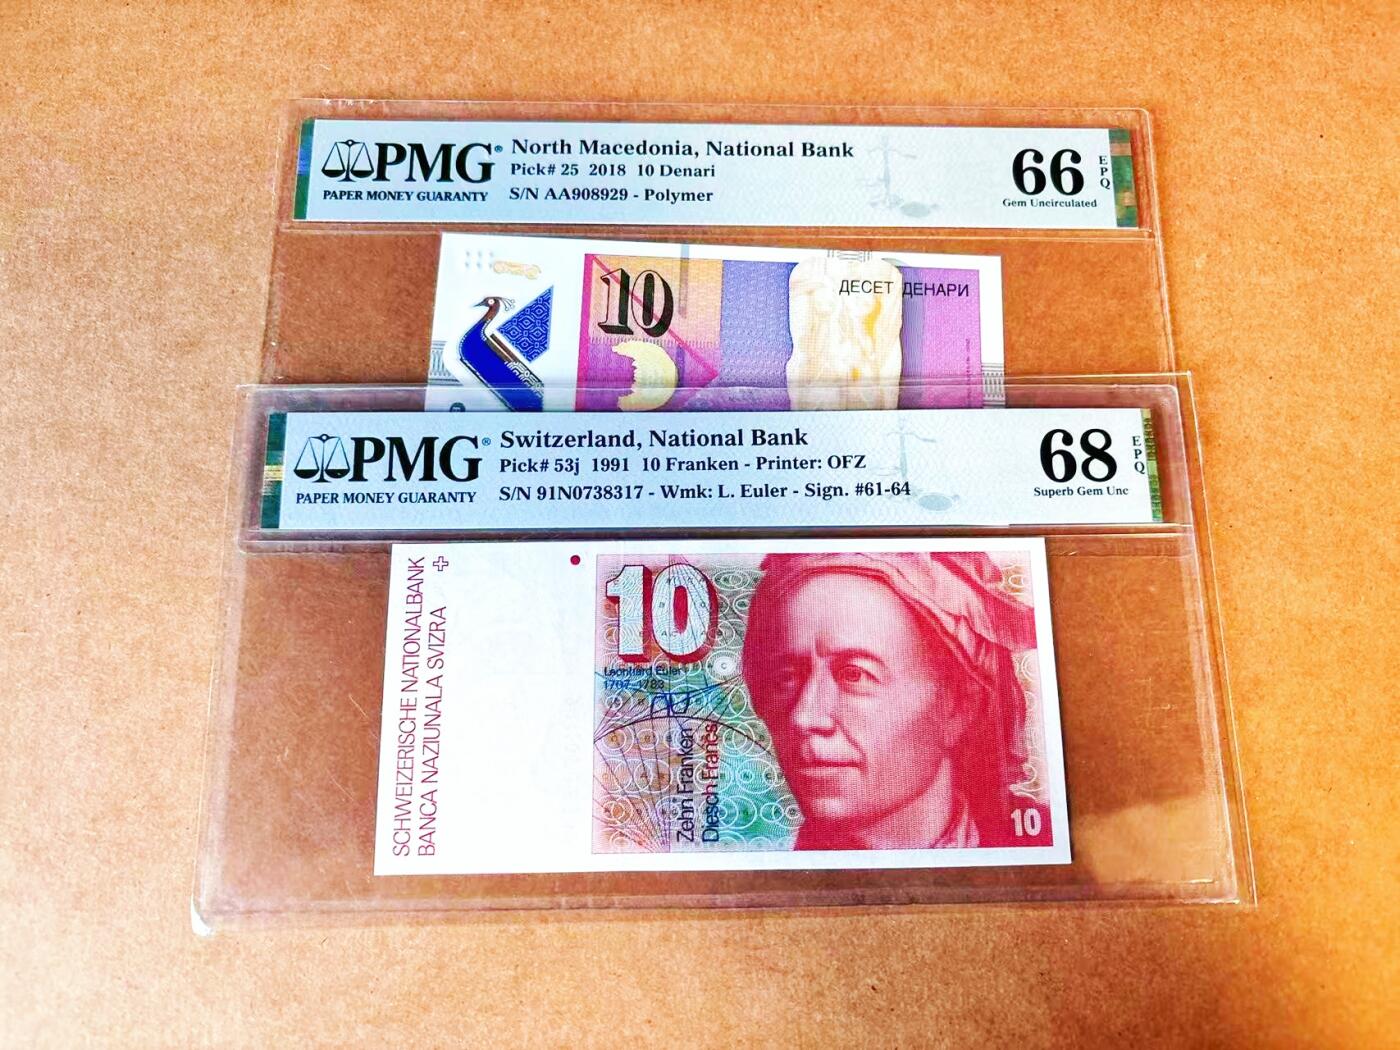 PMG®
PAPER MONEY GUARANTY
North Macedonia, National Bank
Pick# 25 2018 10 Denari
S/N AA908929 - Polymer
66
EPQ
Gem Uncirculated
10
ДЕСЕТ ДЕНАРИ
PMG®
PAPER MONEY GUARANTY
Switzerland, National Bank
Pick# 53j 1991 10 Franken - Printer: OFZ
S/N 91N0738317 - Wmk: L. Euler - Sign. #61-64
68
EPQ
Superb Gem Unc
SCHWEIZERISCHE NATIONALBANK
BANCA NAZIUNALA SVIZRA
10
Leonhard Euler
1707-1783
Zehn Franken
Diesch Francs
10